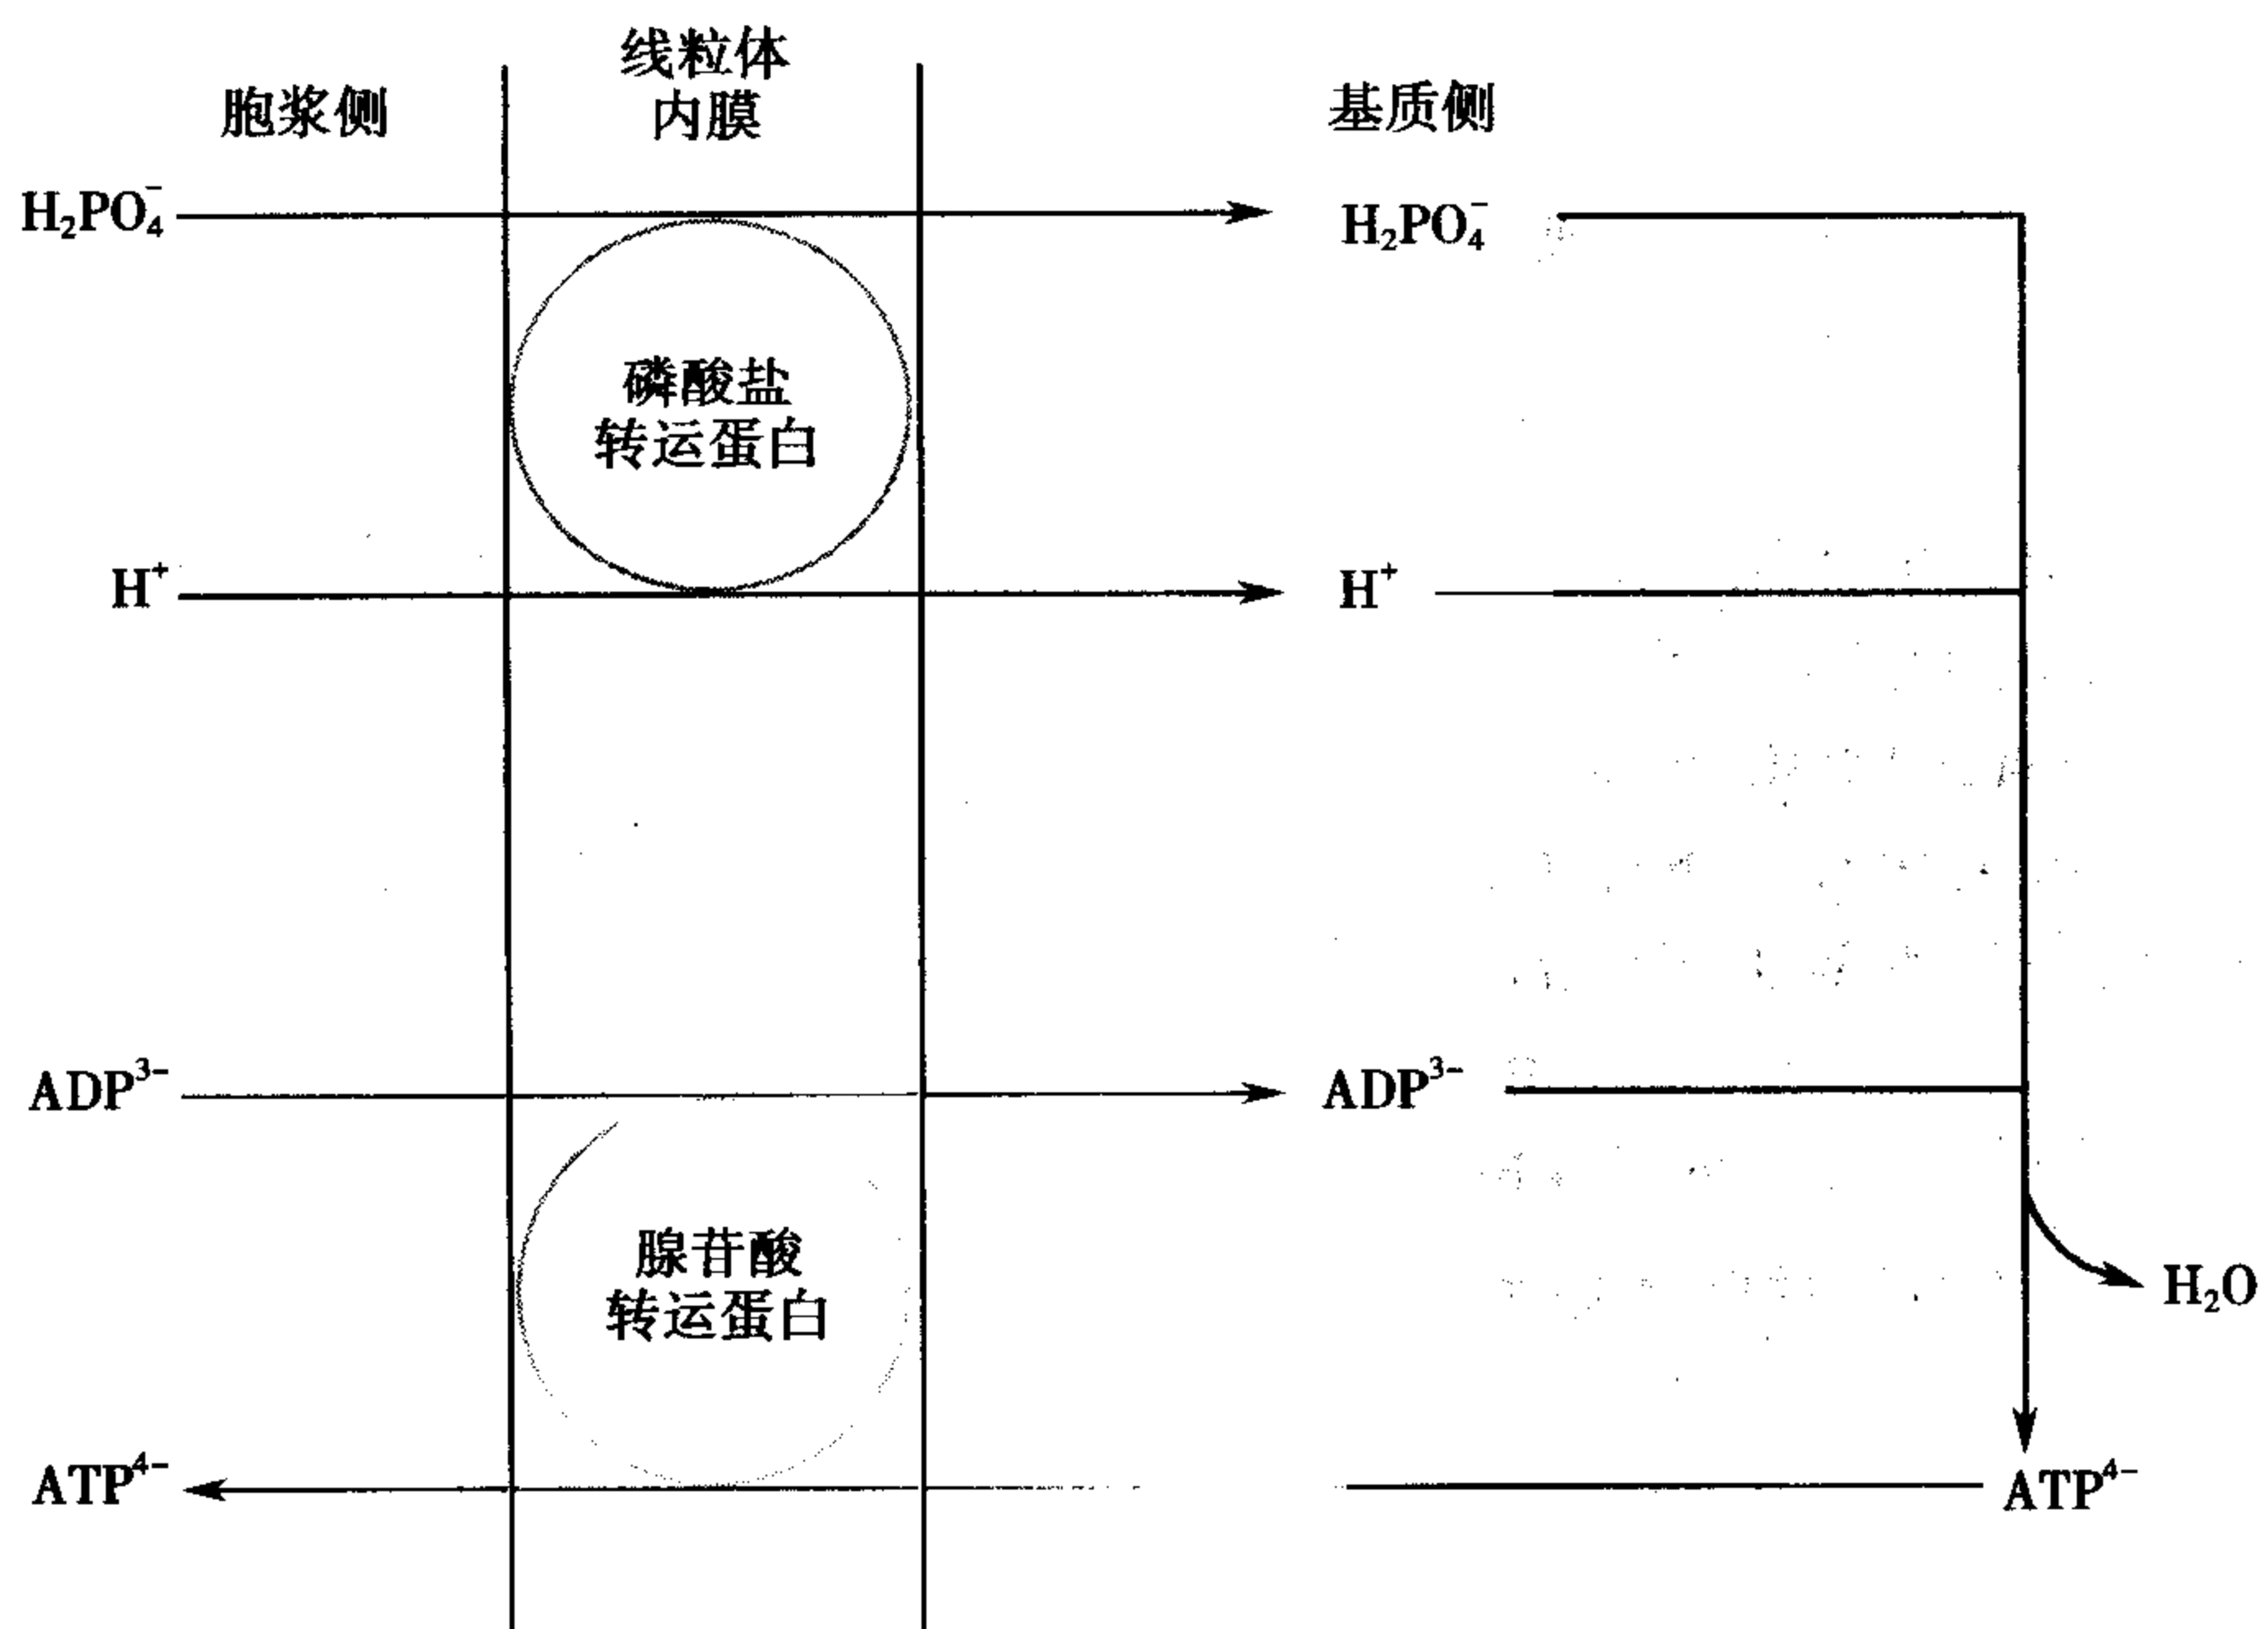 胞浆侧
线粒体
内膜
基质侧
H₂PO₄⁻
H₂PO₄⁻
磷酸盐
转运蛋白
H⁺
H⁺
ADP³⁻
ADP³⁻
腺苷酸
转运蛋白
H₂O
ATP⁴⁻
ATP⁴⁻